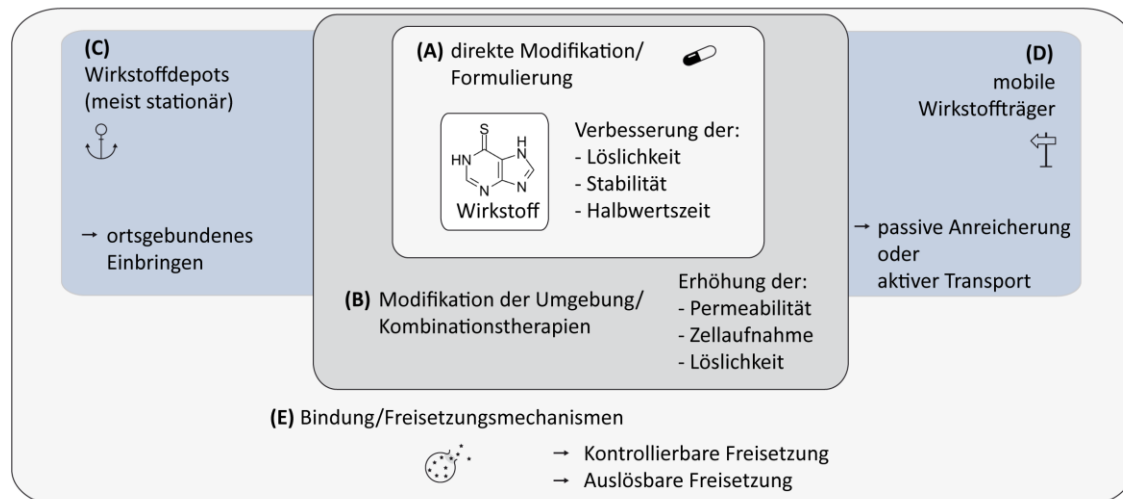 (C)
Wirkstoffdepots
(meist stationär)
→ ortsgebundenes
Einbringen
(A) direkte Modifikation/
Formulierung
S
H
N
HN
N
N
Wirkstoff
Verbesserung der:
- Löslichkeit
- Stabilität
- Halbwertszeit
(D)
mobile
Wirkstoffträger
→ passive Anreicherung
oder
aktiver Transport
(B) Modifikation der Umgebung/
Kombinationstherapien
Erhöhung der:
- Permeabilität
- Zellaufnahme
- Löslichkeit
(E) Bindung/Freisetzungsmechanismen
→ Kontrollierbare Freisetzung
→ Auslösbare Freisetzung